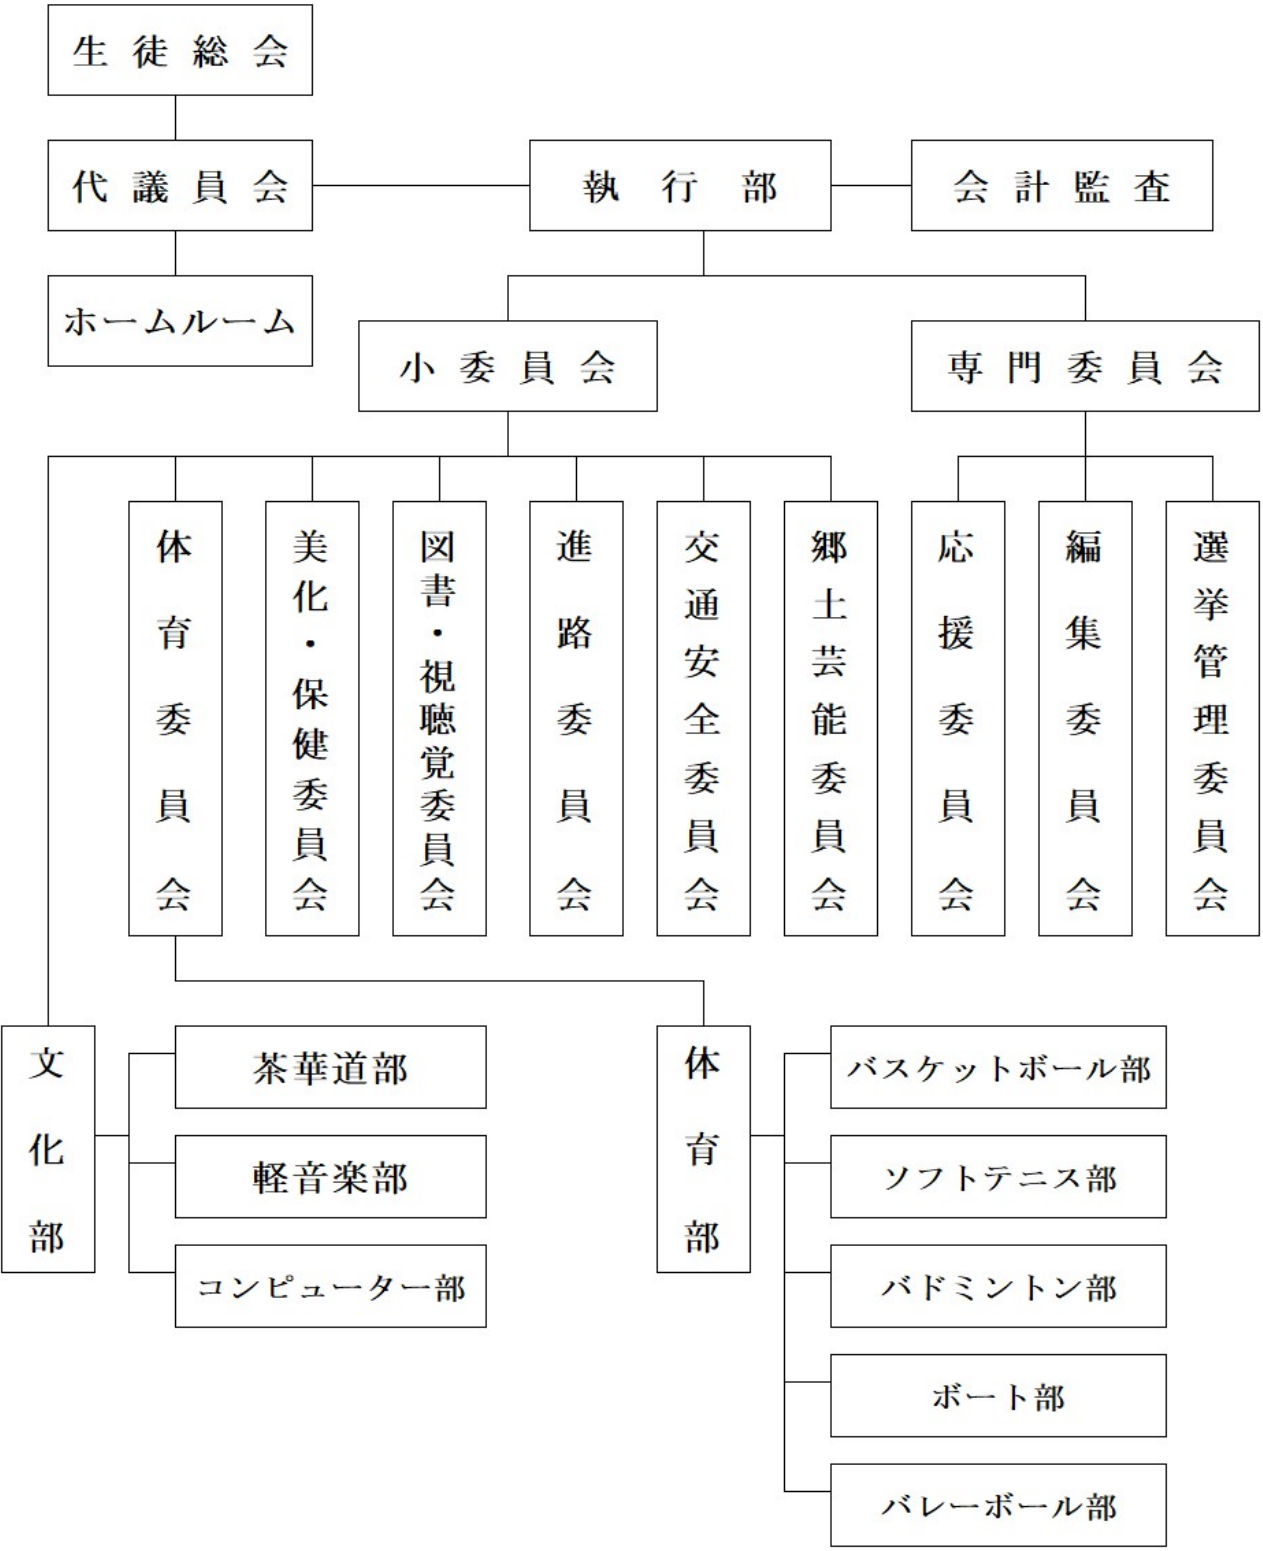 生徒総会
代議員会
執行部
会計監査
ホームルーム
小委員会
専門委員会
体育委員会
美化・保健委員会
図書・視聴覚委員会
進路委員会
交通安全委員会
郷土芸能委員会
応援委員会
編集委員会
選挙管理委員会
文化部
茶華道部
軽音楽部
コンピューター部
体育部
バスケットボール部
ソフトテニス部
バドミントン部
ボート部
バレーボール部